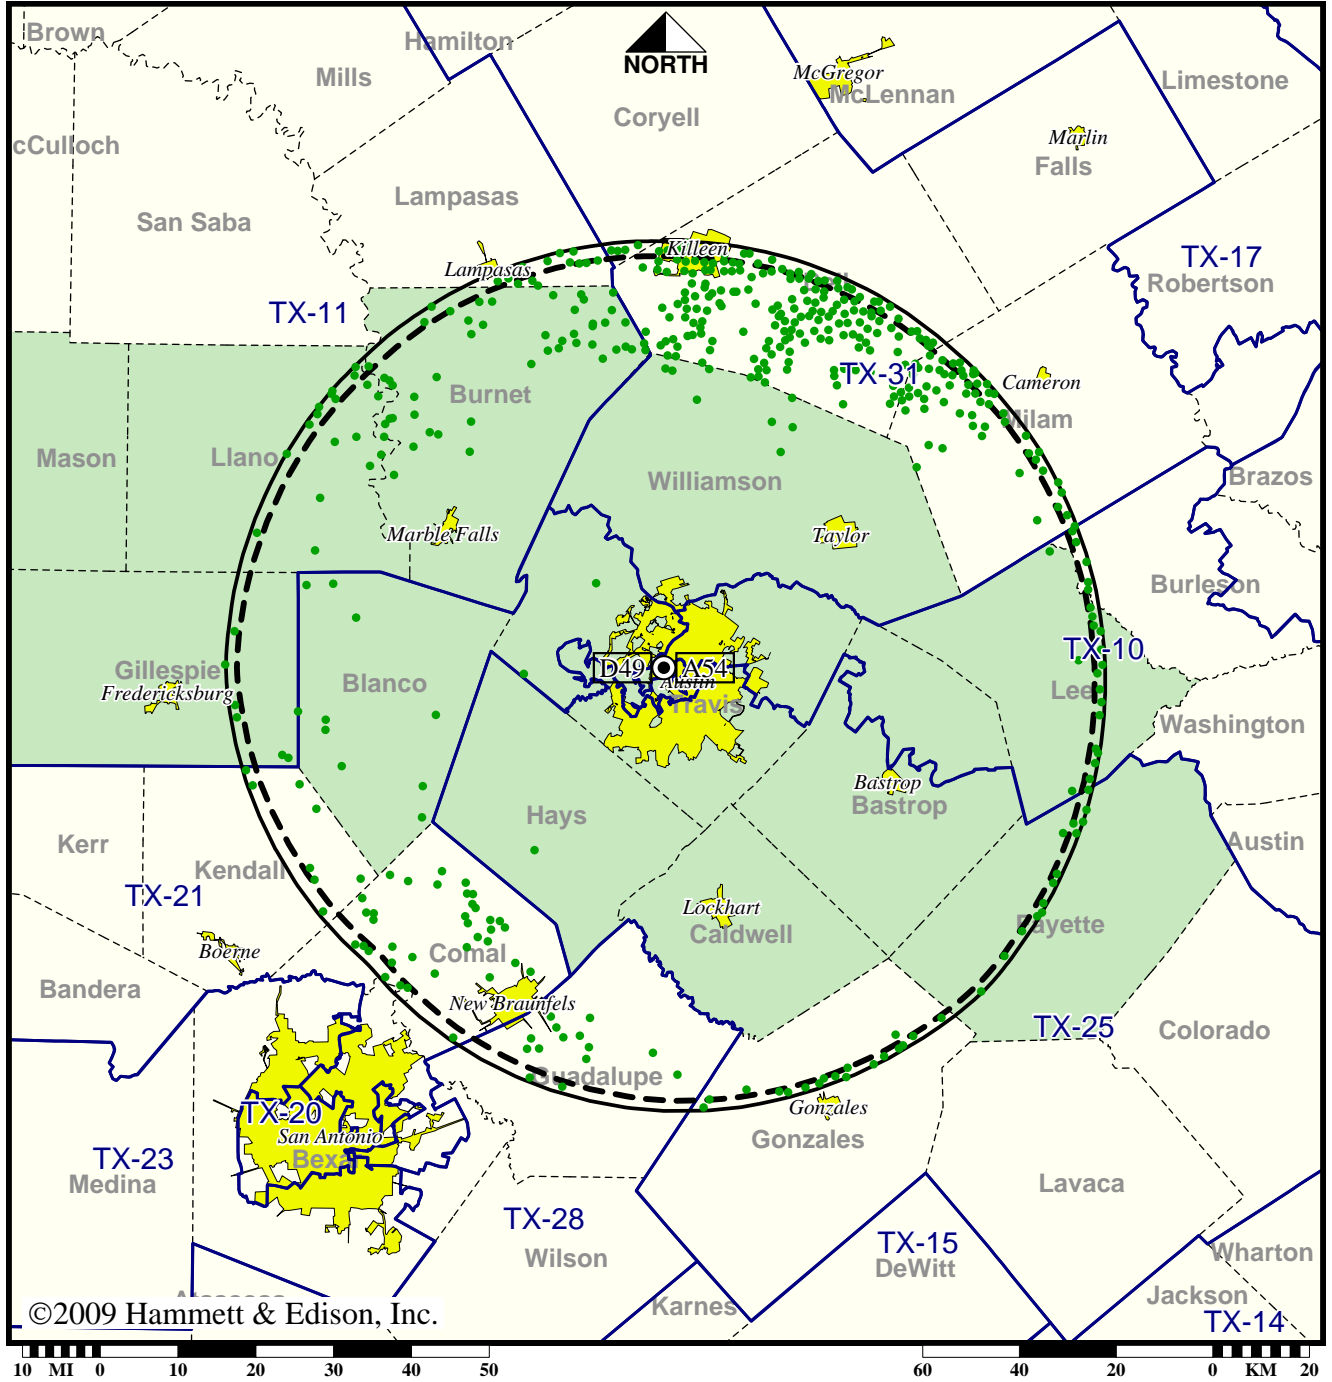 Brown
Hamilton
Mills
NORTH
McGregor
McLennan
Limestone
Coryell
cCulloch
Marlin
Falls
Lampasas
San Saba
Killeen
TX-17
Lampasas
Robertson
TX-11
TX-31
Cameron
Burnet
Milam
Mason
Llano
Williamson
Brazos
Marble Falls
Taylor
Burleson
TX-10
Gillespie
D49
A54
Austin
Fredericksburg
Blanco
Lee
Travis
Washington
Bastrop
Bastrop
Hays
Kerr
Austin
Kendall
TX-21
Lockhart
Caldwell
Fayette
Boerne
Comal
Bandera
New Braunfels
TX-25
Colorado
Guadalupe
TX-20
Gonzales
San Antonio
Gonzales
TX-23
Bexar
Medina
Lavaca
TX-28
Wilson
TX-15
DeWitt
Wharton
Karnes
Jackson
©2009 Hammett & Edison, Inc.
TX-14
10 MI 0 10 20 30 40 50
60 40 20 0 KM 20